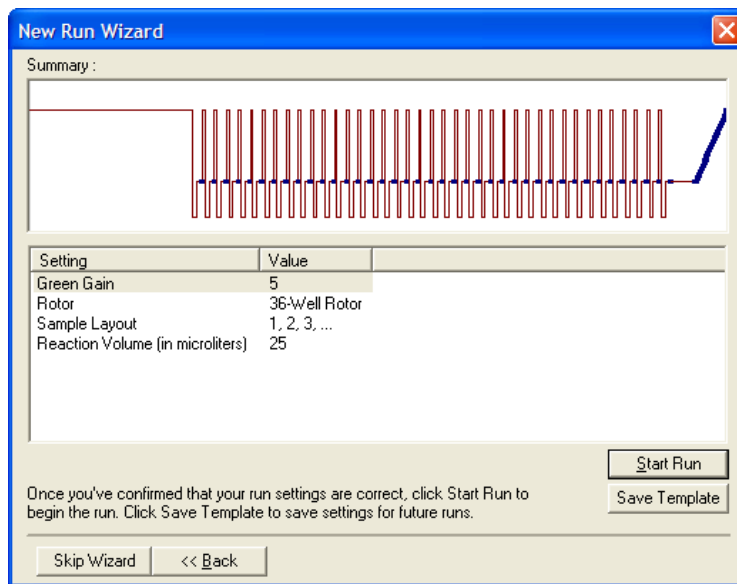 New Run Wizard
Summary :
Setting Value
Green Gain 5
Rotor 36-Well Rotor
Sample Layout 1, 2, 3, ...
Reaction Volume (in microliters) 25
Start Run
Once you've confirmed that your run settings are correct, click Start Run to
begin the run. Click Save Template to save settings for future runs.
Save Template
Skip Wizard
<< Back